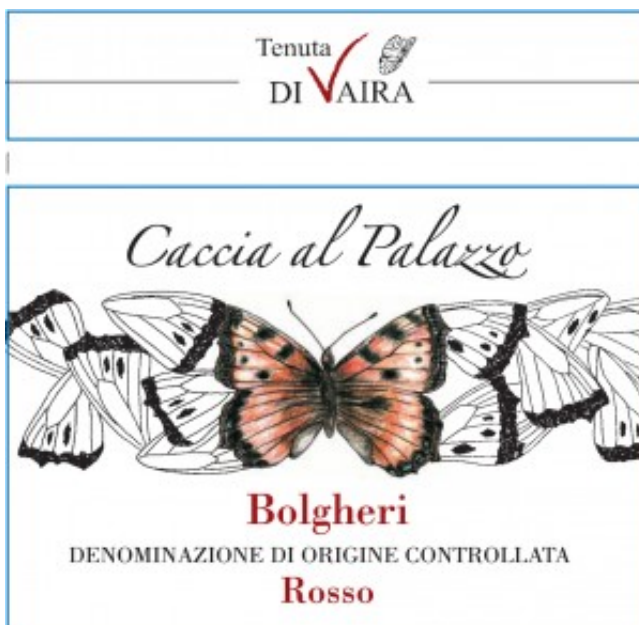 Tenuta
DI VAIRA
Caccia al Palazzo
Bolgheri
DENOMINAZIONE DI ORIGINE CONTROLLATA
Rosso